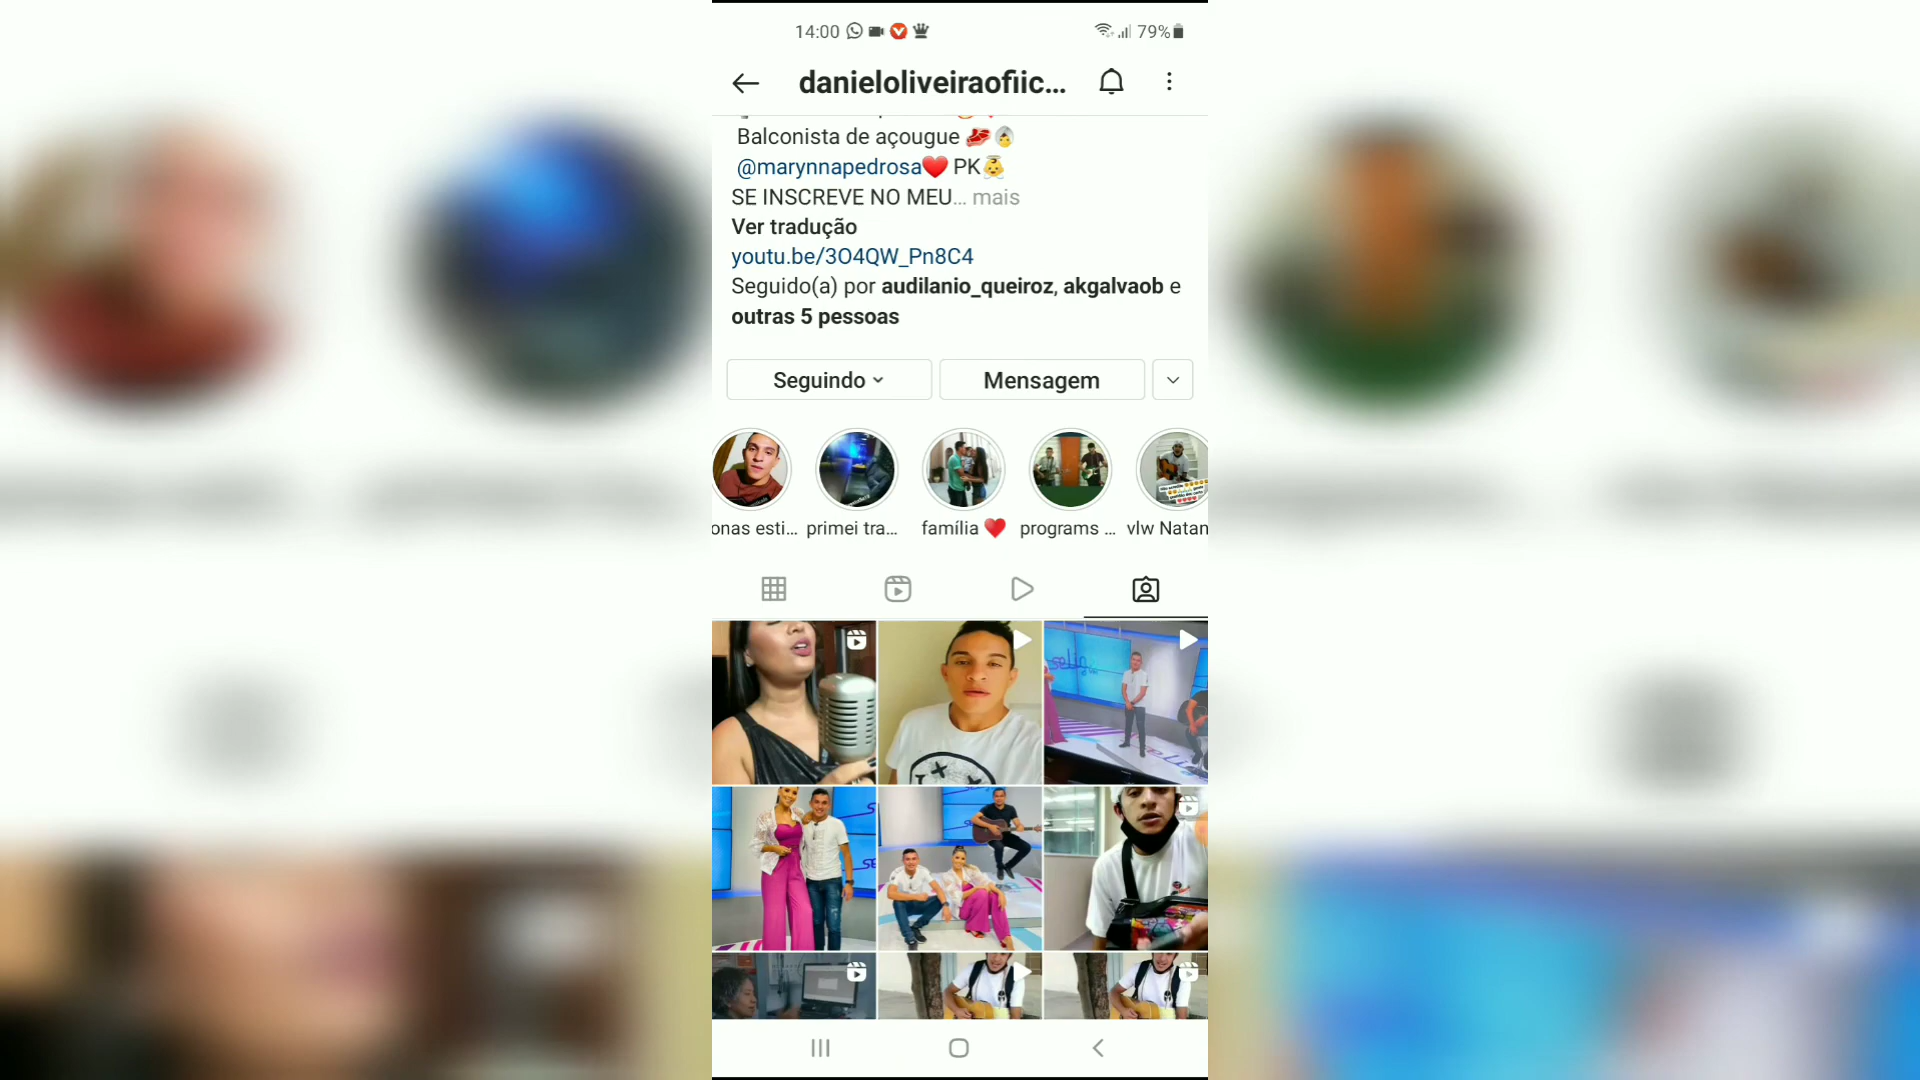 14:00
79%
danieloliveiraofiic...
Balconista de açougue
@marynnapedrosa PK
SE INSCREVE NO MEU... mais
Ver tradução
youtu.be/3O4QW_Pn8C4
Seguido(a) por audilanio_queiroz, akgalvaob e
outras 5 pessoas
Seguindo
Mensagem
onas esti...
primei tra...
família
programs ...
vlw Natan